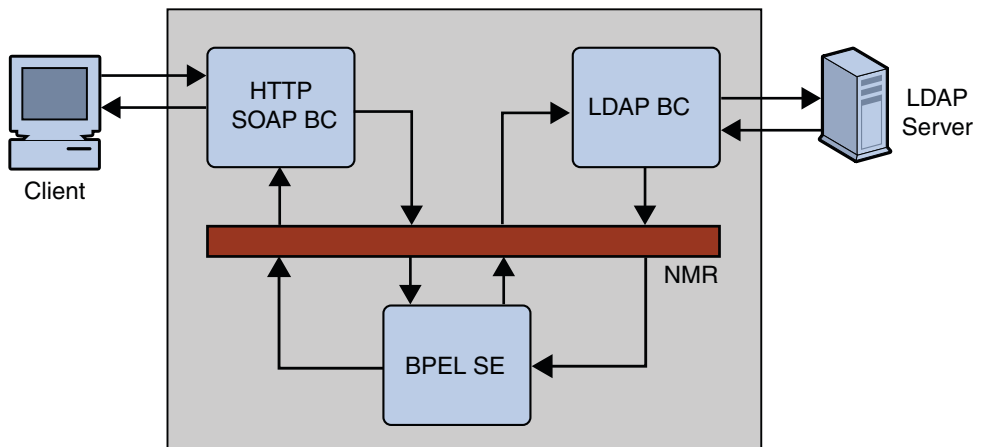 HTTP
SOAP BC
LDAP BC
LDAP
Server
Client
NMR
BPEL SE